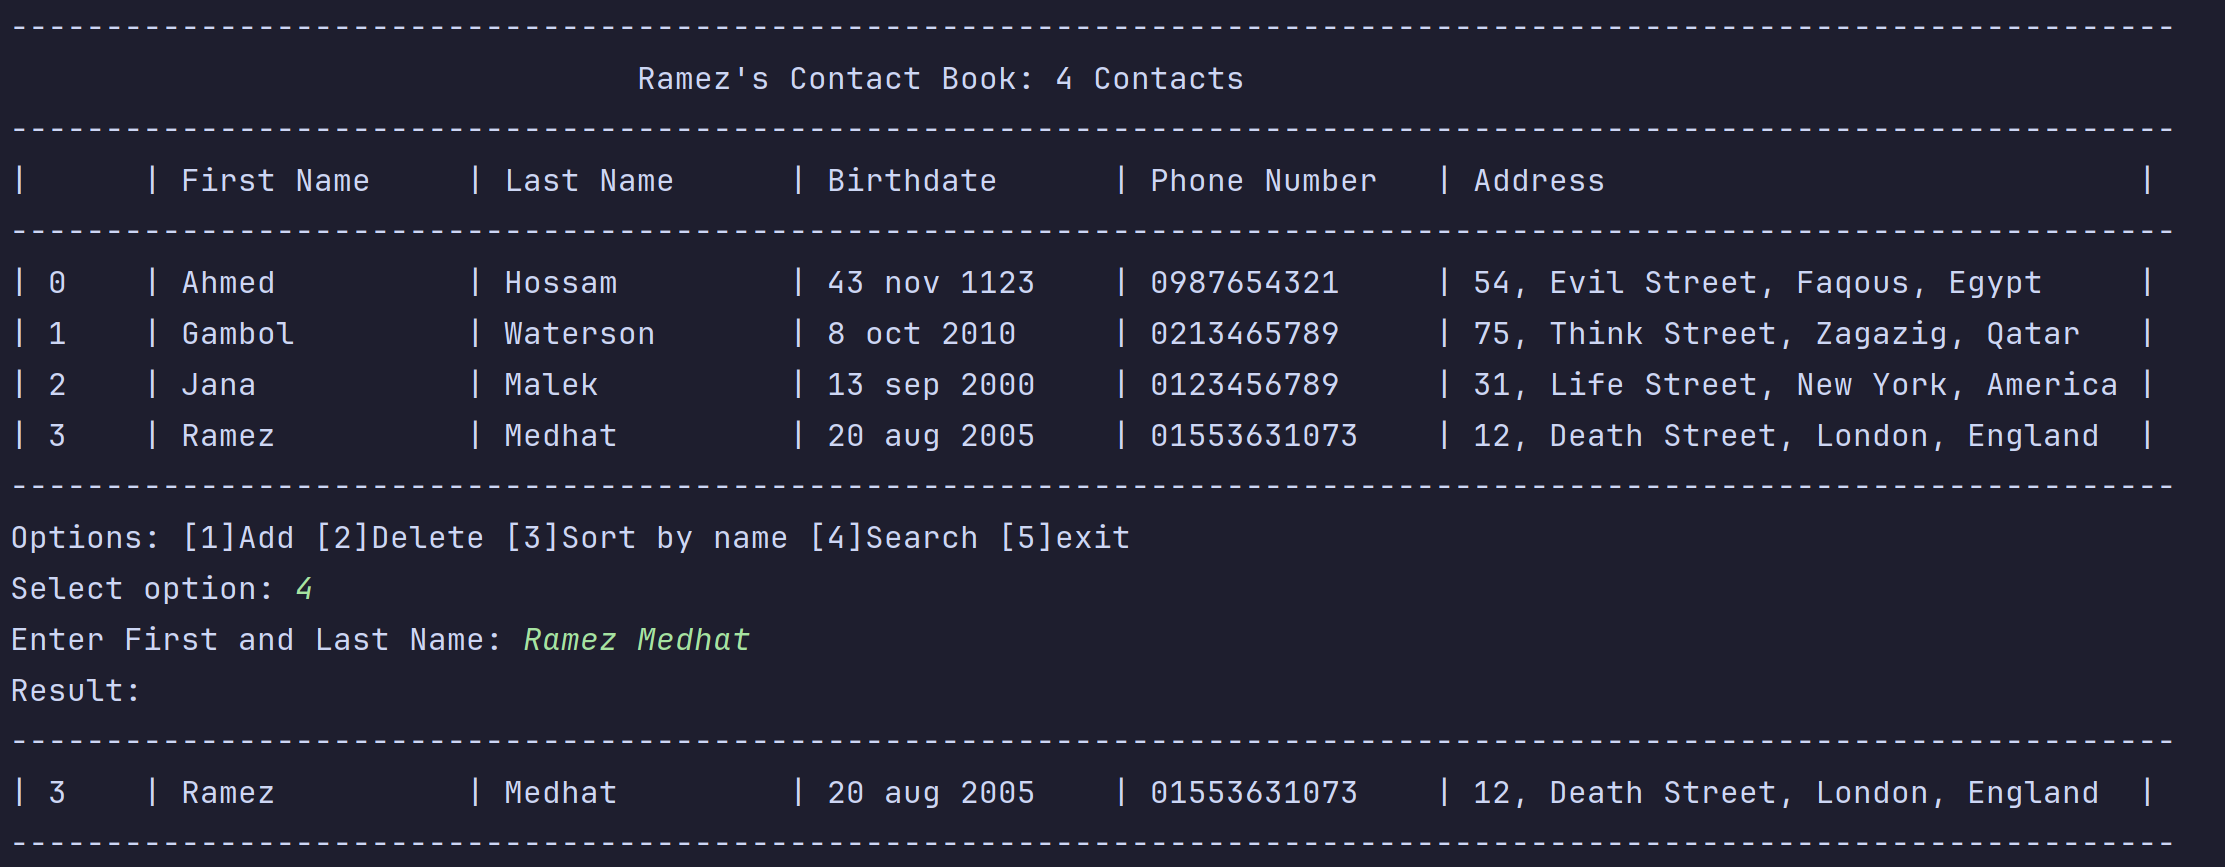 ------------------------------------------------------------------------------------------------------------------
Ramez's Contact Book: 4 Contacts
------------------------------------------------------------------------------------------------------------------
|      | First Name     | Last Name      | Birthdate      | Phone Number   | Address                            |
------------------------------------------------------------------------------------------------------------------
| 0    | Ahmed          | Hossam         | 43 nov 1123    | 0987654321     | 54, Evil Street, Faqous, Egypt     |
| 1    | Gambol         | Waterson       | 8 oct 2010     | 0213465789     | 75, Think Street, Zagazig, Qatar   |
| 2    | Jana           | Malek          | 13 sep 2000    | 0123456789     | 31, Life Street, New York, America |
| 3    | Ramez          | Medhat         | 20 aug 2005    | 01553631073    | 12, Death Street, London, England  |
------------------------------------------------------------------------------------------------------------------
Options: [1]Add [2]Delete [3]Sort by name [4]Search [5]exit
Select option: 4
Enter First and Last Name: Ramez Medhat
Result:
------------------------------------------------------------------------------------------------------------------
| 3    | Ramez          | Medhat         | 20 aug 2005    | 01553631073    | 12, Death Street, London, England  |
------------------------------------------------------------------------------------------------------------------